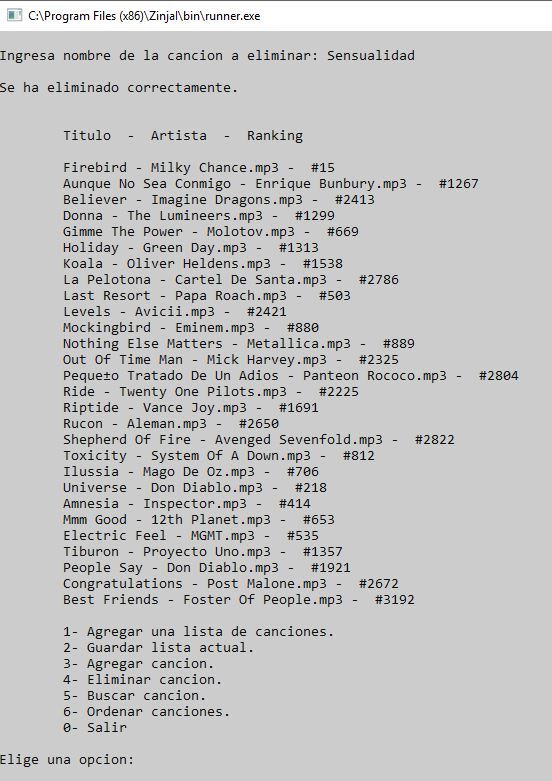 C:\Program Files (x86)\Zinjal\bin\runner.exe
Ingresa nombre de la cancion a eliminar: Sensualidad
Se ha eliminado correctamente.
Titulo  -  Artista  -  Ranking
Firebird - Milky Chance.mp3 -  #15
Aunque No Sea Conmigo - Enrique Bunbury.mp3 -  #1267
Believer - Imagine Dragons.mp3 -  #2413
Donna - The Lumineers.mp3 -  #1299
Gimme The Power - Molotov.mp3 -  #669
Holiday - Green Day.mp3 -  #1313
Koala - Oliver Heldens.mp3 -  #1538
La Pelotona - Cartel De Santa.mp3 -  #2786
Last Resort - Papa Roach.mp3 -  #503
Levels - Avicii.mp3 -  #2421
Mockingbird - Eminem.mp3 -  #880
Nothing Else Matters - Metallica.mp3 -  #889
Out Of Time Man - Mick Harvey.mp3 -  #2325
Peque±o Tratado De Un Adios - Panteon Rococo.mp3 -  #2804
Ride - Twenty One Pilots.mp3 -  #2225
Riptide - Vance Joy.mp3 -  #1691
Rucon - Aleman.mp3 -  #2650
Shepherd Of Fire - Avenged Sevenfold.mp3 -  #2822
Toxicity - System Of A Down.mp3 -  #812
Ilussia - Mago De Oz.mp3 -  #706
Universe - Don Diablo.mp3 -  #218
Amnesia - Inspector.mp3 -  #414
Mmm Good - 12th Planet.mp3 -  #653
Electric Feel - MGMT.mp3 -  #535
Tiburon - Proyecto Uno.mp3 -  #1357
People Say - Don Diablo.mp3 -  #1921
Congratulations - Post Malone.mp3 -  #2672
Best Friends - Foster Of People.mp3 -  #3192
1- Agregar una lista de canciones.
2- Guardar lista actual.
3- Agregar cancion.
4- Eliminar cancion.
5- Buscar cancion.
6- Ordenar canciones.
0- Salir
Elige una opcion: